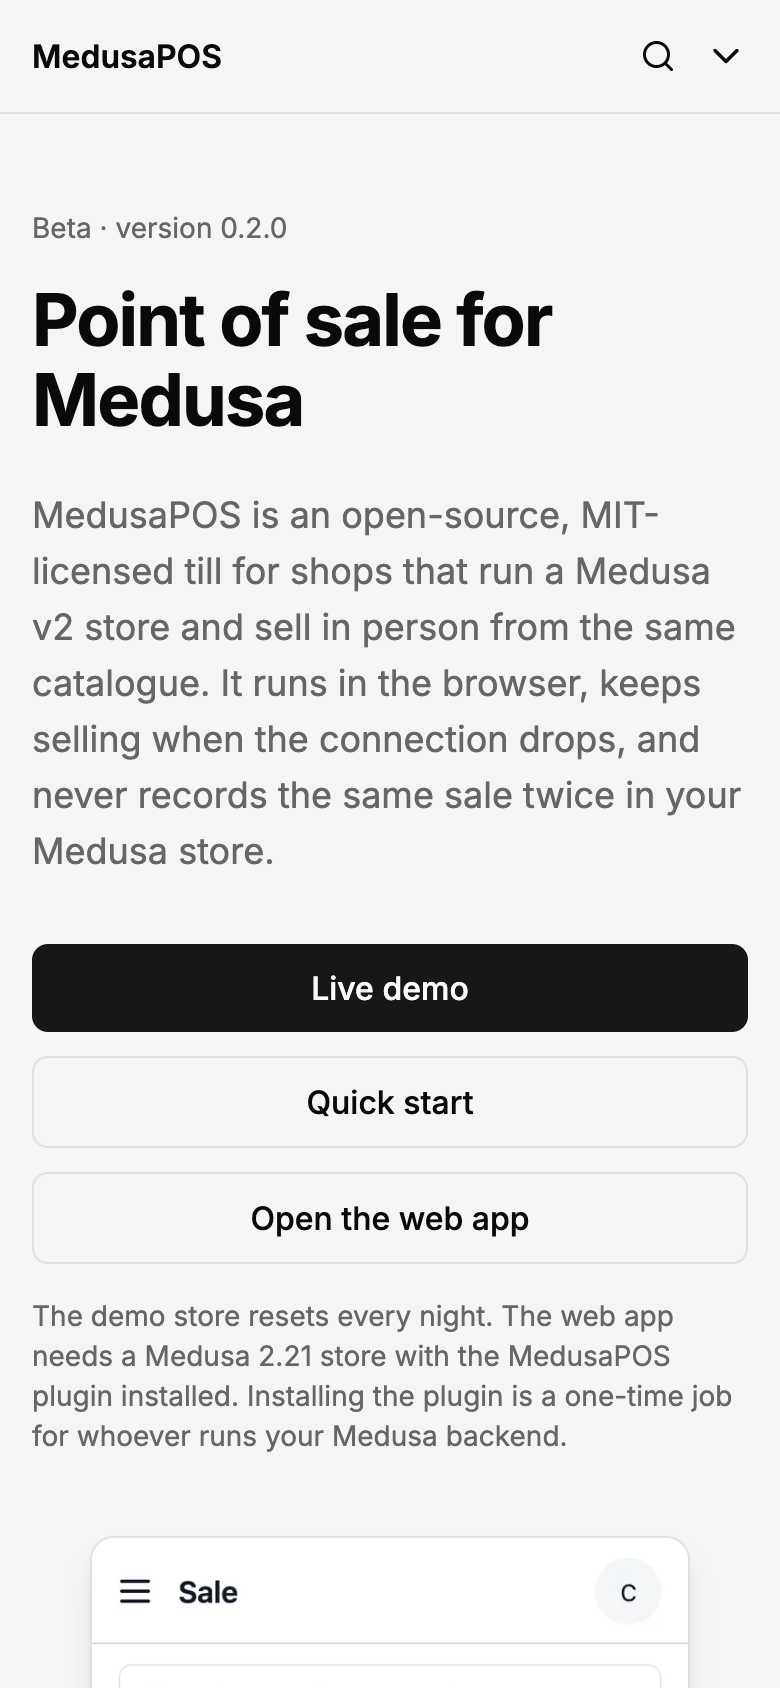 MedusaPOS
Beta · version 0.2.0
Point of sale for
Medusa
MedusaPOS is an open-source, MIT-
licensed till for shops that run a Medusa
v2 store and sell in person from the same
catalogue. It runs in the browser, keeps
selling when the connection drops, and
never records the same sale twice in your
Medusa store.
Live demo
Quick start
Open the web app
The demo store resets every night. The web app
needs a Medusa 2.21 store with the MedusaPOS
plugin installed. Installing the plugin is a one-time job
for whoever runs your Medusa backend.
Sale
C